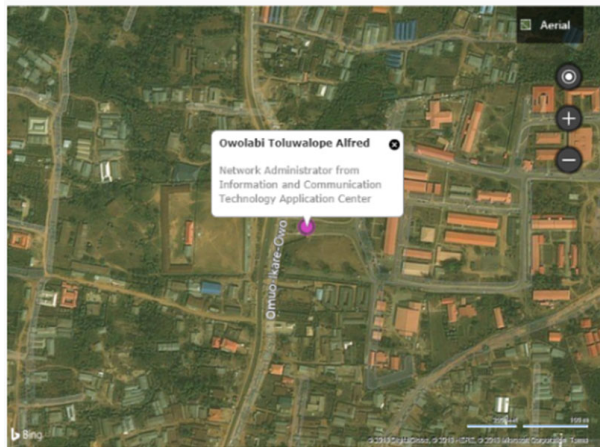 Aerial
Owolabi Toluwalope Alfred
Network Administrator from
Information and Communication
Technology Application Center
Omuo-Ikare-Owo
Bing